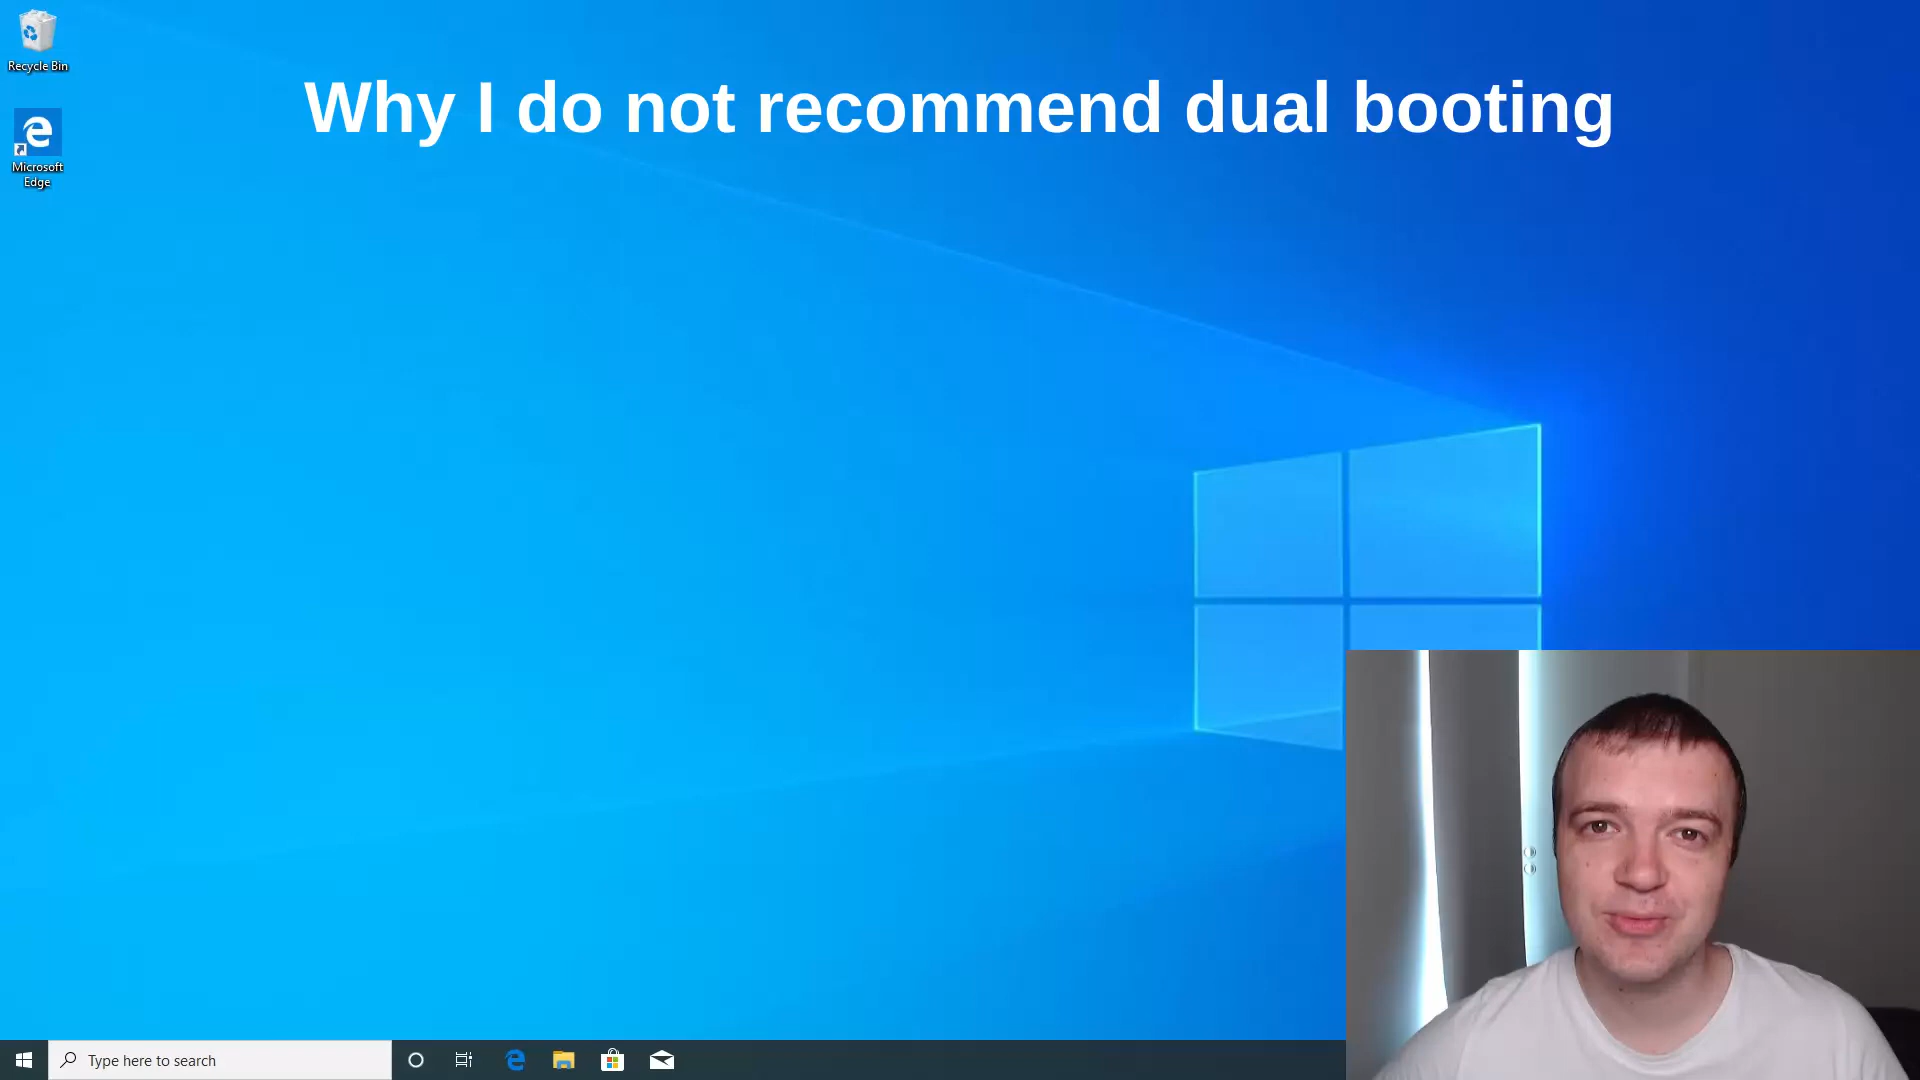 Why I do not recommend dual booting
Recycle Bin
Microsoft
Edge
Type here to search